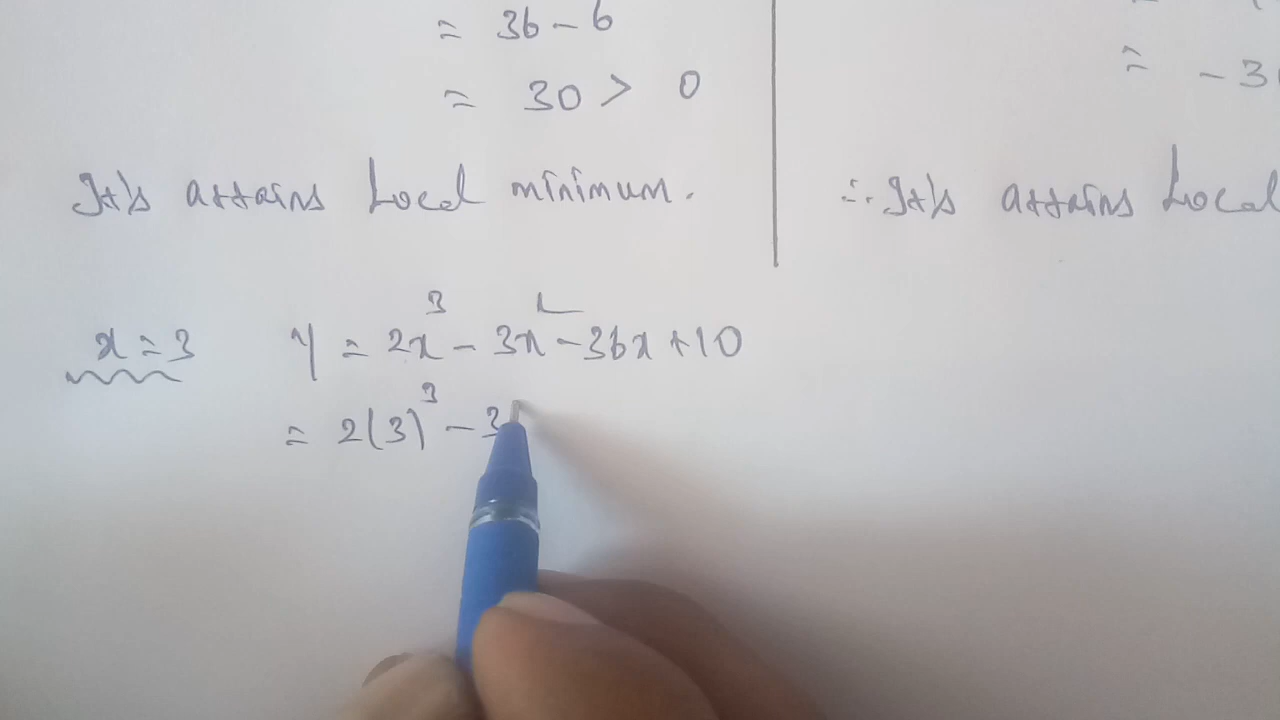 = 36 - 6
= 30 > 0
It's attains Local minimum.
= - 3
∴ It's attains Local
x = 3 y = 2x³ - 3x² - 36x + 10
= 2(3)³ - 3